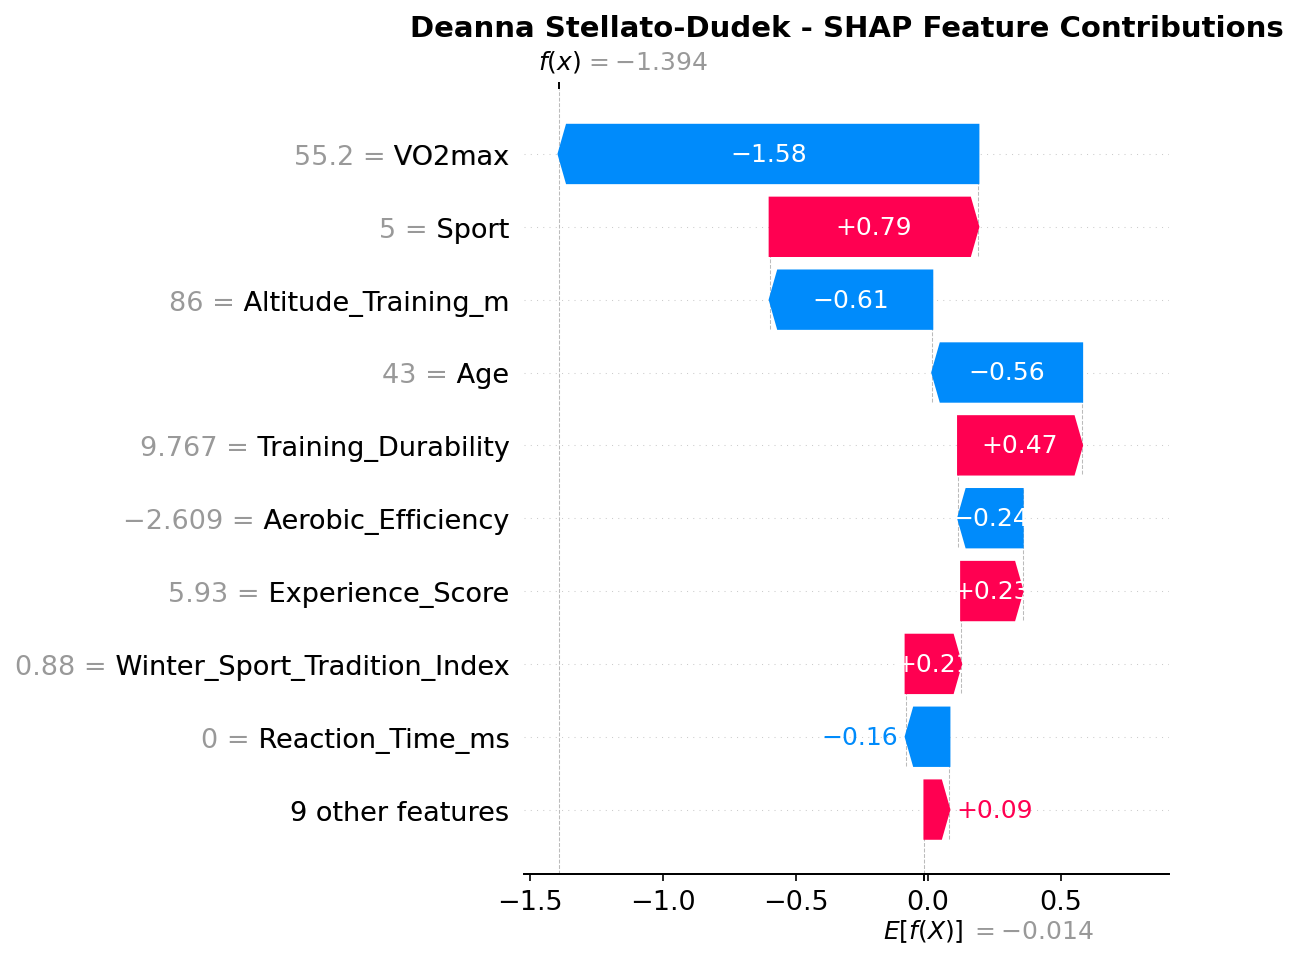 Deanna Stellato-Dudek - SHAP Feature Contributions
f(x) = −1.394
55.2 = VO2max
−1.58
5 = Sport
+0.79
86 = Altitude_Training_m
−0.61
43 = Age
−0.56
9.767 = Training_Durability
+0.47
−2.609 = Aerobic_Efficiency
−0.24
5.93 = Experience_Score
+0.23
0.88 = Winter_Sport_Tradition_Index
0 = Reaction_Time_ms
−0.16
9 other features
+0.09
−1.5 −1.0 −0.5 0.0 0.5
E[f(X)] = −0.014